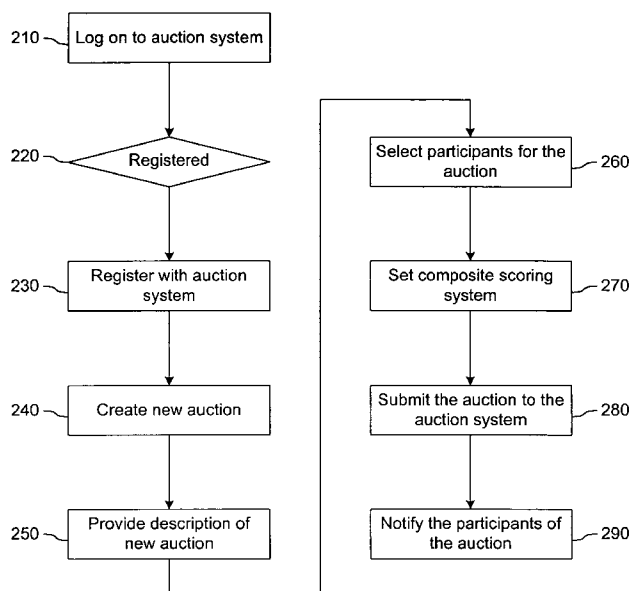 210
Log on to auction system
220
Registered
230
Register with auction
system
240
Create new auction
250
Provide description of
new auction
Select participants for the
auction
260
Set composite scoring
system
270
Submit the auction to the
auction system
280
Notify the participants of
the auction
290